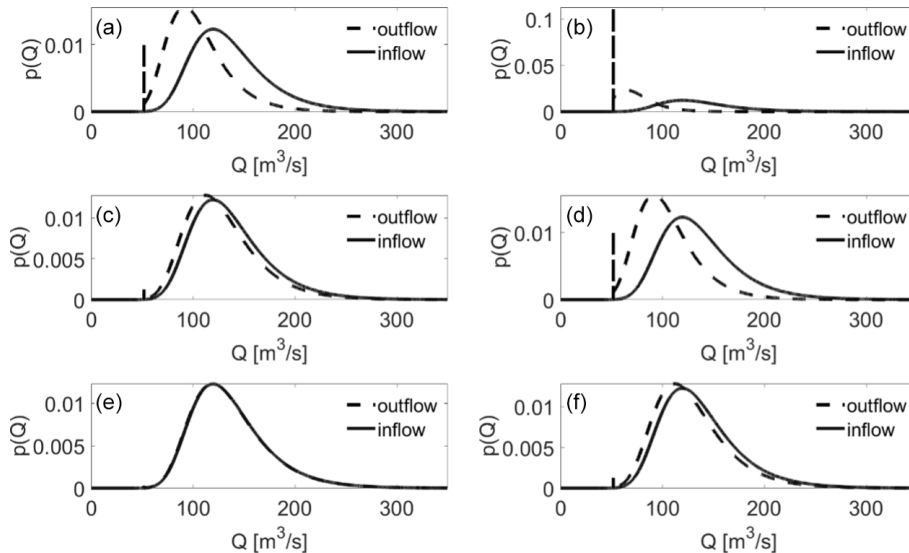 (a)
outflow
inflow
p(Q)
0.01
0
0
100
200
300
Q [m³/s]
(b)
outflow
inflow
p(Q)
0.1
0.05
0
0
100
200
300
Q [m³/s]
(c)
outflow
inflow
p(Q)
0.01
0.005
0
0
100
200
300
Q [m³/s]
(d)
outflow
inflow
p(Q)
0.01
0
0
100
200
300
Q [m³/s]
(e)
outflow
inflow
p(Q)
0.01
0.005
0
0
100
200
300
Q [m³/s]
(f)
outflow
inflow
p(Q)
0.01
0.005
0
0
100
200
300
Q [m³/s]